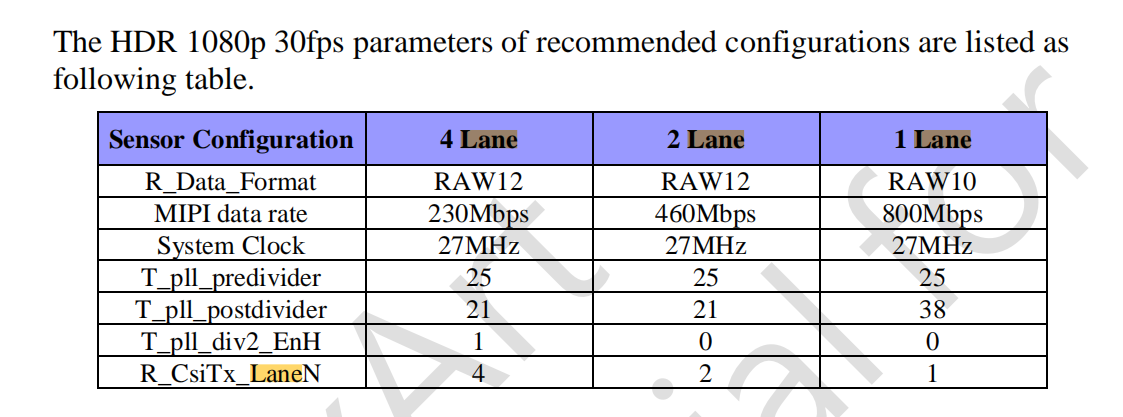 The HDR 1080p 30fps parameters of recommended configurations are listed as
following table.
Sensor Configuration 4 Lane 2 Lane 1 Lane
R_Data_Format RAW12 RAW12 RAW10
MIPI data rate 230Mbps 460Mbps 800Mbps
System Clock 27MHz 27MHz 27MHz
T_pll_predivider 25 25 25
T_pll_postdivider 21 21 38
T_pll_div2_EnH 1 0 0
R_CsiTx_LaneN 4 2 1